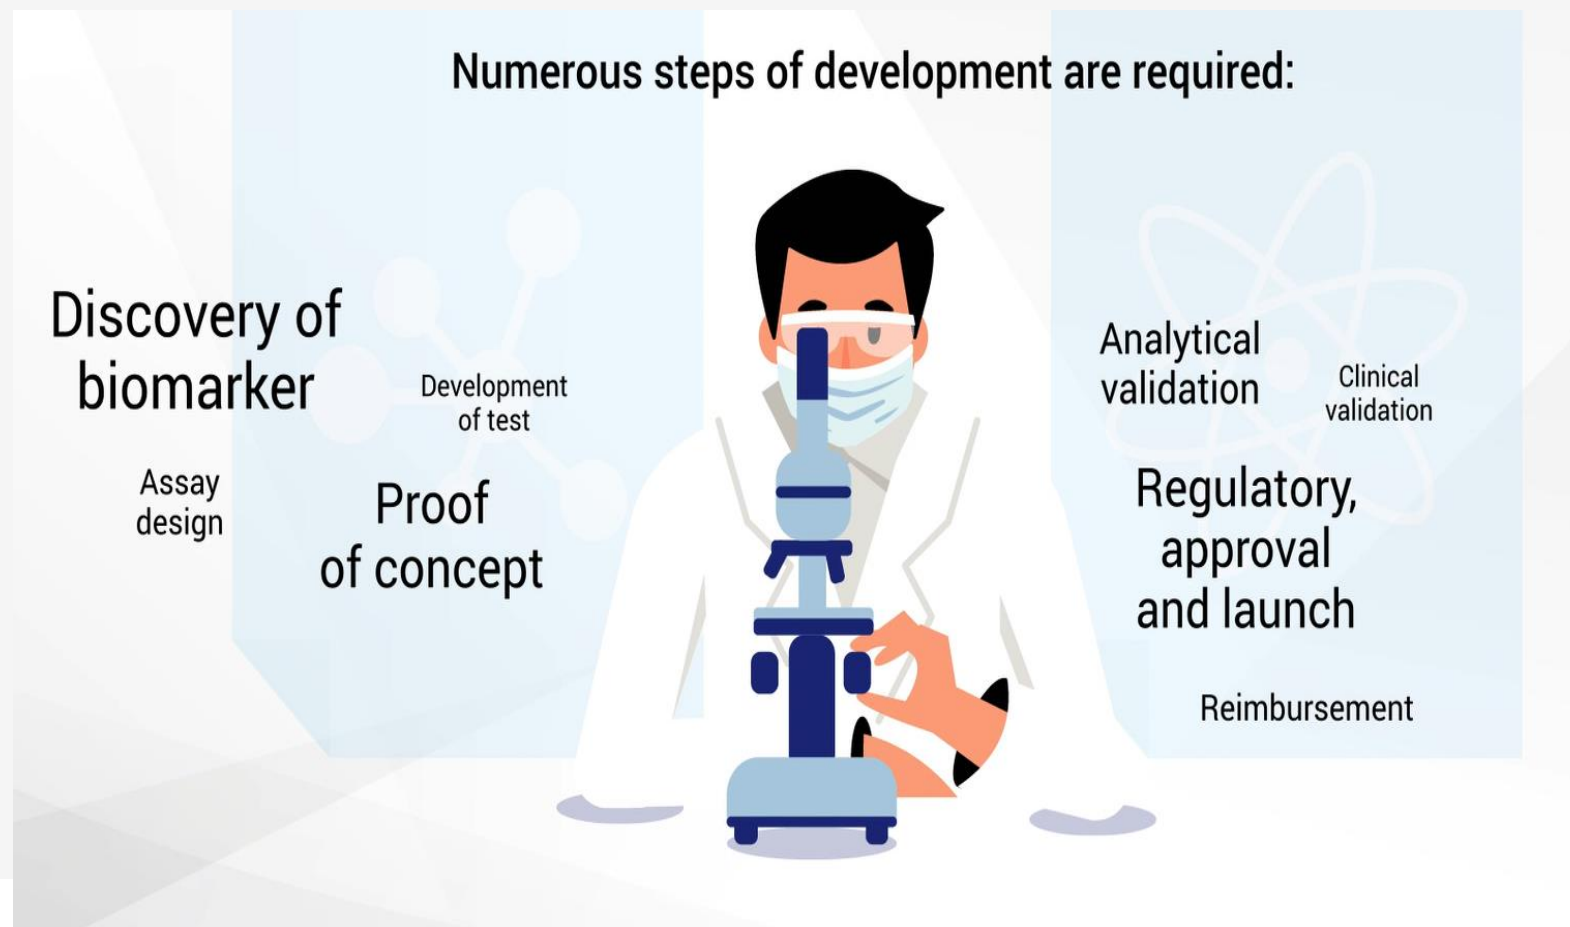 Numerous steps of development are required:
Discovery of
biomarker
Development
of test
Assay
design
Proof
of concept
Analytical
validation
Clinical
validation
Regulatory,
approval
and launch
Reimbursement